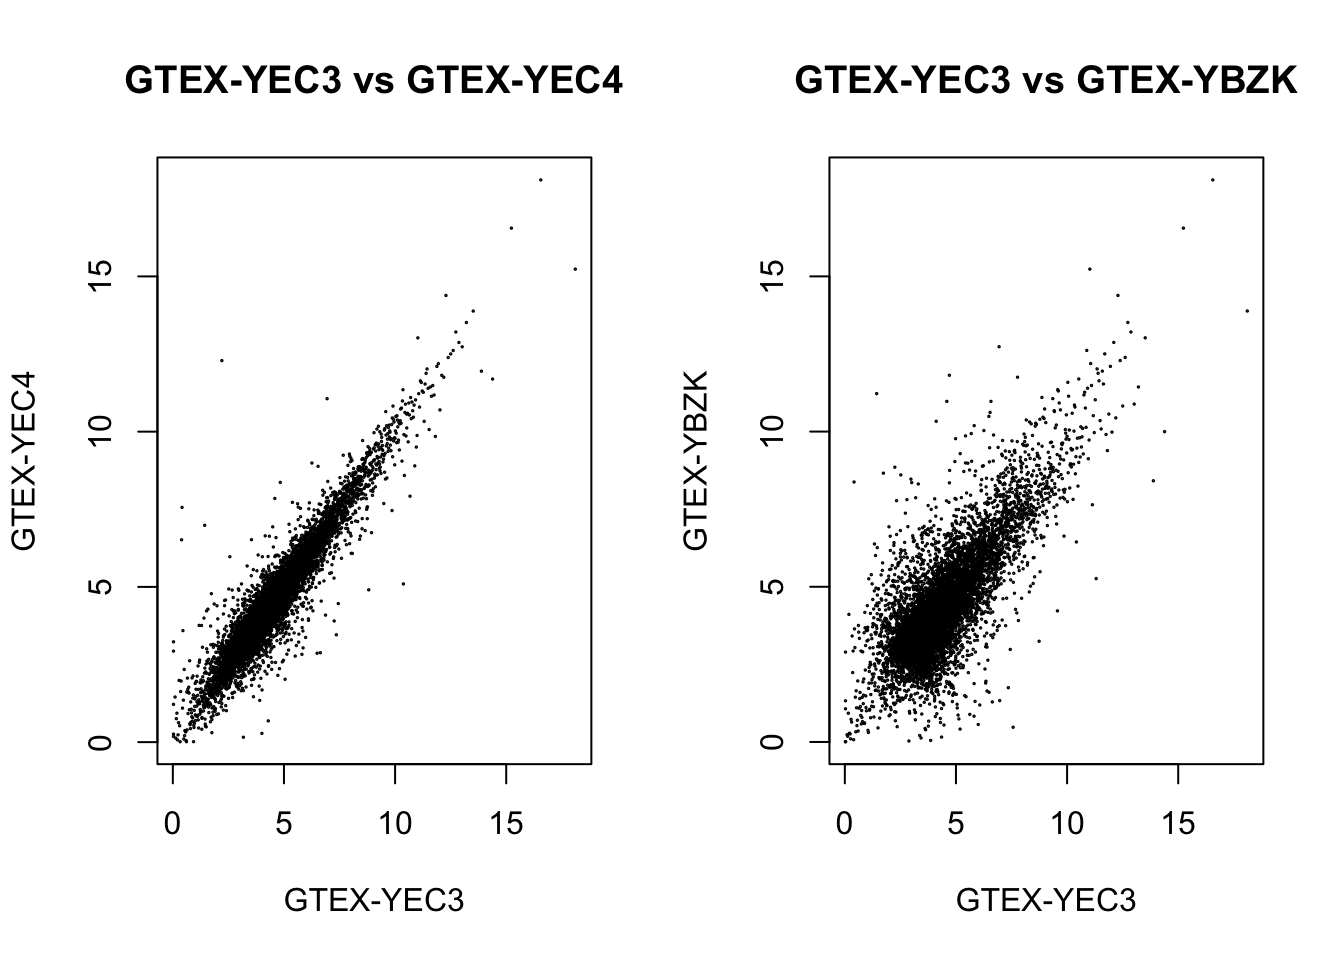 GTEX-YEC3 vs GTEX-YEC4
GTEX-YEC4
15
10
5
0
0 5 10 15
GTEX-YEC3
GTEX-YEC3 vs GTEX-YBZK
GTEX-YBZK
15
10
5
0
0 5 10 15
GTEX-YEC3